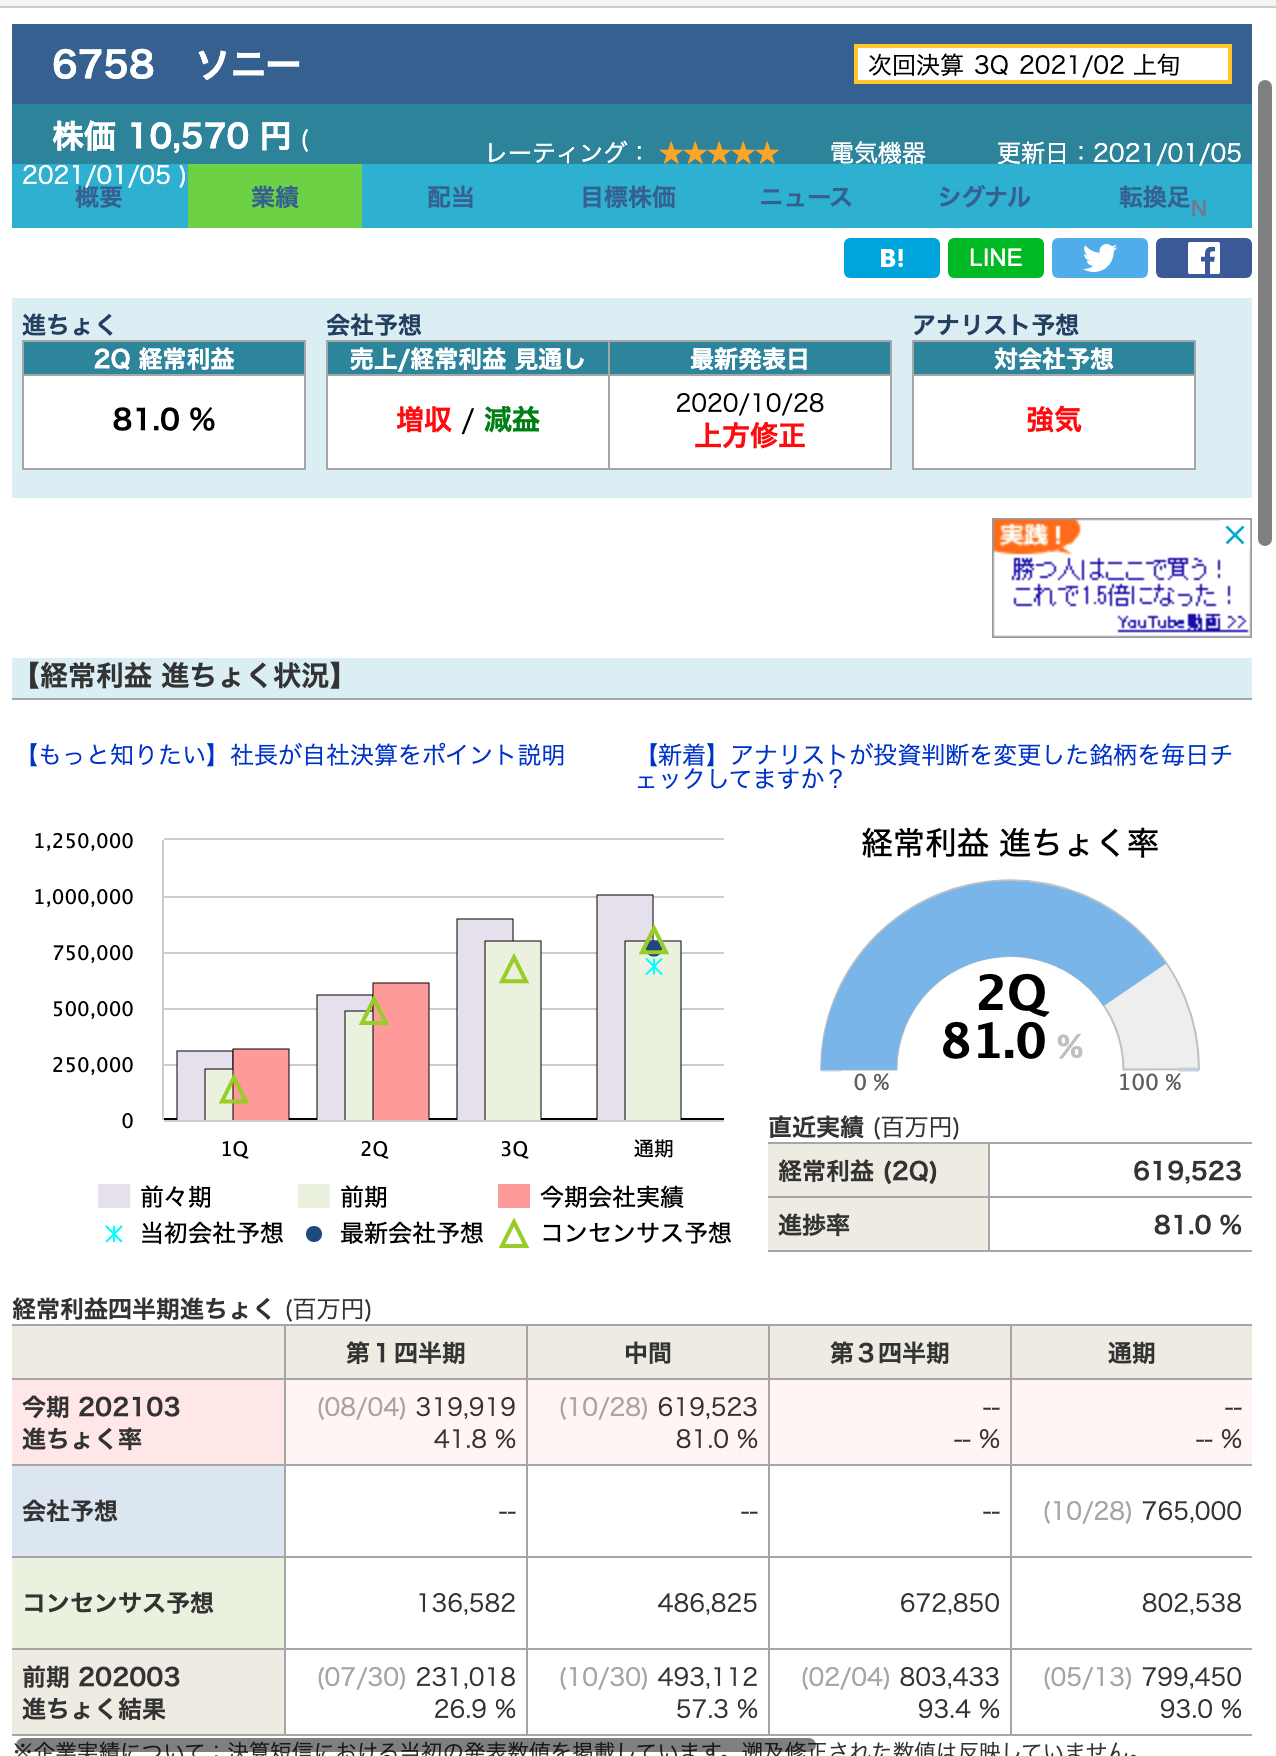 6758 ソニー
次回決算 3Q 2021/02 上旬
株価 10,570 円 (
2021/01/05 )
レーティング： ★★★★★ 電気機器 更新日：2021/01/05
概要 業績 配当 目標株価 ニュース シグナル 転換足N
B! LINE
進ちょく 会社予想 アナリスト予想
2Q 経常利益 売上/経常利益 見通し 最新発表日 対会社予想
81.0 % 増収 / 減益 2020/10/28 強気
上方修正
実践！
勝つ人はここで買う！
これで1.5倍になった！
YouTube動画 >>
【経常利益 進ちょく状況】
【もっと知りたい】社長が自社決算をポイント説明
【新着】アナリストが投資判断を変更した銘柄を毎日チ
ェックしてますか？
1,250,000
1,000,000
750,000
500,000
250,000
0
1Q 2Q 3Q 通期
前々期 前期 今期会社実績
当初会社予想 最新会社予想 コンセンサス予想
経常利益 進ちょく率
2Q
81.0 %
0 % 100 %
直近実績 (百万円)
経常利益 (2Q) 619,523
進捗率 81.0 %
経常利益四半期進ちょく (百万円)
第１四半期 中間 第３四半期 通期
今期 202103 (08/04) 319,919 (10/28) 619,523 -- --
進ちょく率 41.8 % 81.0 % -- % -- %
会社予想 -- -- -- (10/28) 765,000
コンセンサス予想 136,582 486,825 672,850 802,538
前期 202003 (07/30) 231,018 (10/30) 493,112 (02/04) 803,433 (05/13) 799,450
進ちょく結果 26.9 % 57.3 % 93.4 % 93.0 %
※企業実績について：決算短信における当初の発表数値を掲載しています。遡及修正された数値は反映していません。